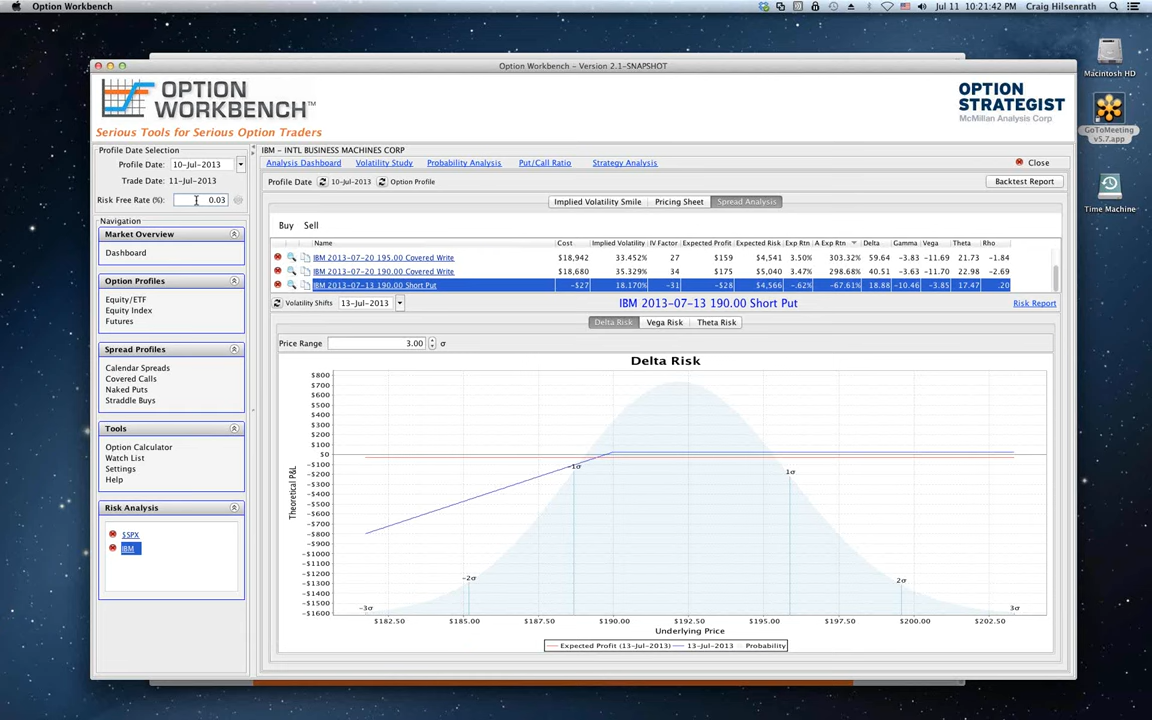 Option Workbench
Jul 11 10:21:42 PM Craig Hilsenrath
Option Workbench – Version 2.1–SNAPSHOT
OPTION
WORKBENCH™
Serious Tools for Serious Option Traders
OPTION
STRATEGIST
McMillan Analysis Corp
Macintosh HD
GoToMeeting
v5.7.app
Time Machine
Profile Date Selection
Profile Date: 10-Jul-2013
Trade Date: 11-Jul-2013
Risk Free Rate (%): 0.03
Navigation
Market Overview
Dashboard
Option Profiles
Equity/ETF
Equity Index
Futures
Spread Profiles
Calendar Spreads
Covered Calls
Naked Puts
Straddle Buys
Tools
Option Calculator
Watch List
Settings
Help
Risk Analysis
$SPX
IBM
IBM – INTL BUSINESS MACHINES CORP
Analysis Dashboard Volatility Study Probability Analysis Put/Call Ratio Strategy Analysis Close
Profile Date 10-Jul-2013 Option Profile Backtest Report
Implied Volatility Smile Pricing Sheet Spread Analysis
Buy Sell
Name Cost Implied Volatility IV Factor Expected Profit Expected Risk Exp Rtn A Exp Rtn Delta Gamma Vega Theta Rho
IBM 2013-07-20 195.00 Covered Write $18,942 33.452% 27 $159 $4,541 3.50% 303.32% 59.64 -3.83 -11.69 21.73 -1.84
IBM 2013-07-20 190.00 Covered Write $18,680 35.329% 34 $175 $5,040 3.47% 298.68% 40.51 -3.63 -11.70 22.98 -2.69
IBM 2013-07-13 190.00 Short Put -$27 18.170% -31 -$28 $4,566 -.62% -67.61% 18.88 -10.46 -3.85 17.47 .20
Volatility Shifts 13-Jul-2013 IBM 2013-07-13 190.00 Short Put Risk Report
Delta Risk Vega Risk Theta Risk
Price Range 3.00 σ
Delta Risk
$800
$700
$600
$500
$400
$300
$200
$100
$0
-$100
-$200
-$300
-$400
-$500
-$600
-$700
-$800
-$900
-$1000
-$1100
-$1200
-$1300
-$1400
-$1500
-$1600
Theoretical P&L
-3σ
-2σ
-1σ
1σ
2σ
3σ
$182.50 $185.00 $187.50 $190.00 $192.50 $195.00 $197.50 $200.00 $202.50
Underlying Price
Expected Profit (13-Jul-2013) 13-Jul-2013 Probability